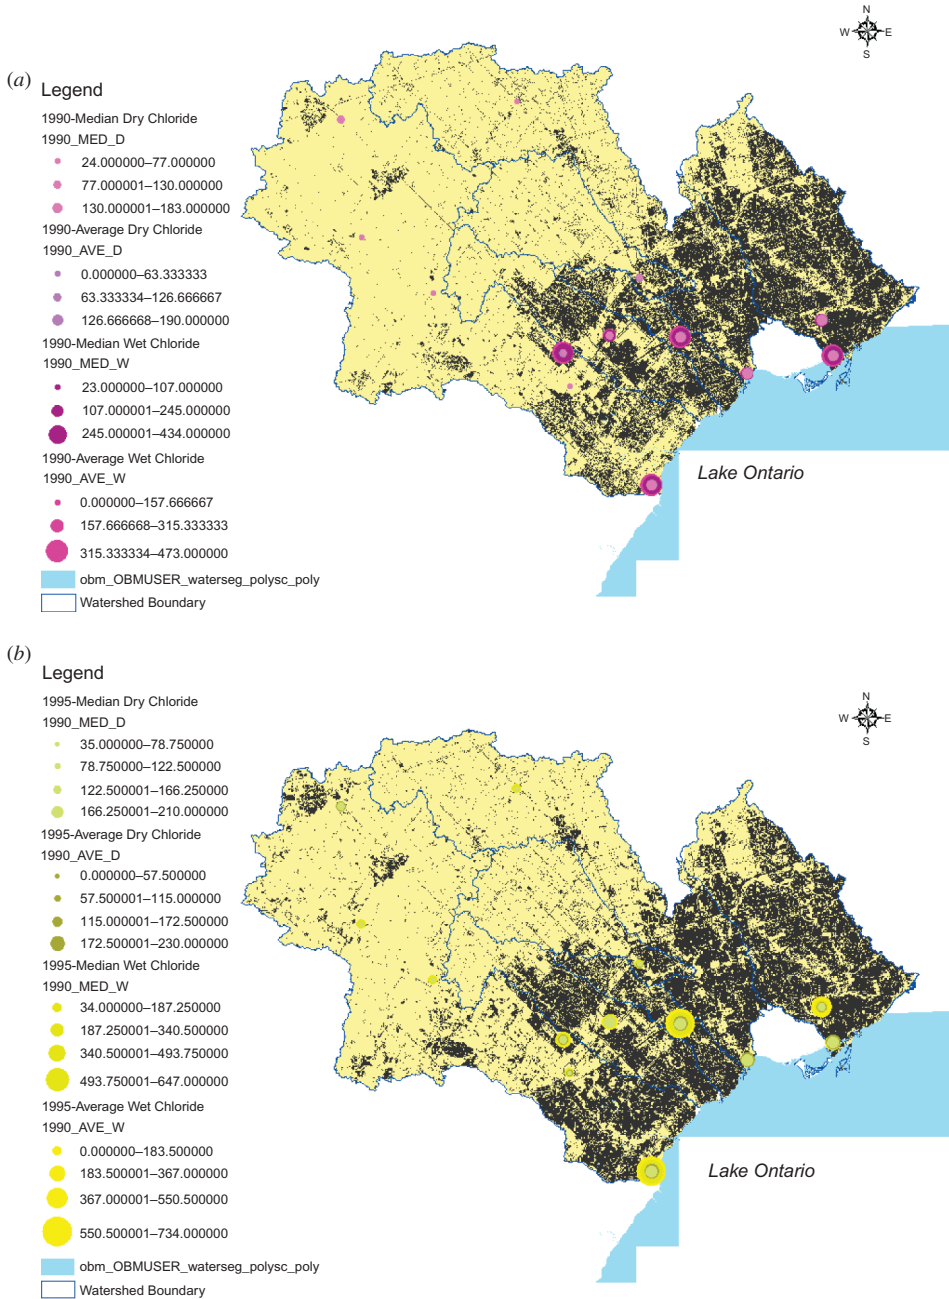 N
W E
S
(a)
Legend
1990-Median Dry Chloride
1990_MED_D
24.000000–77.000000
77.000001–130.000000
130.000001–183.000000
1990-Average Dry Chloride
1990_AVE_D
0.000000–63.333333
63.333334–126.666667
126.666668–190.000000
1990-Median Wet Chloride
1990_MED_W
23.000000–107.000000
107.000001–245.000000
245.000001–434.000000
1990-Average Wet Chloride
1990_AVE_W
0.000000–157.666667
157.666668–315.333333
315.333334–473.000000
obm_OBMUSER_waterseg_polysc_poly
Watershed Boundary
Lake Ontario
(b)
Legend
1995-Median Dry Chloride
1990_MED_D
35.000000–78.750000
78.750000–122.500000
122.500001–166.250000
166.250001–210.000000
1995-Average Dry Chloride
1990_AVE_D
0.000000–57.500000
57.500001–115.000000
115.000001–172.500000
172.500001–230.000000
1995-Median Wet Chloride
1990_MED_W
34.000000–187.250000
187.250001–340.500000
340.500001–493.750000
493.750001–647.000000
1995-Average Wet Chloride
1990_AVE_W
0.000000–183.500000
183.500001–367.000000
367.000001–550.500000
550.500001–734.000000
obm_OBMUSER_waterseg_polysc_poly
Watershed Boundary
N
W E
S
Lake Ontario